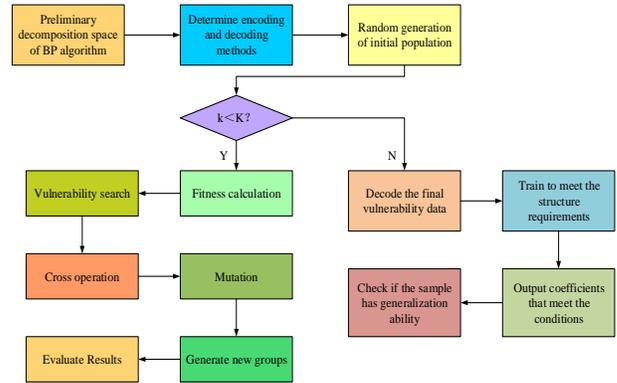 Preliminary
decomposition space
of BP algorithm
Determine encoding
and decoding
methods
Random generation
of initial population
k<K?
Y
N
Vulnerability search
Fitness calculation
Decode the final
vulnerability data
Train to meet the
structure
requirements
Cross operation
Mutation
Check if the sample
has generalization
ability
Output coefficients
that meet the
conditions
Evaluate Results
Generate new groups